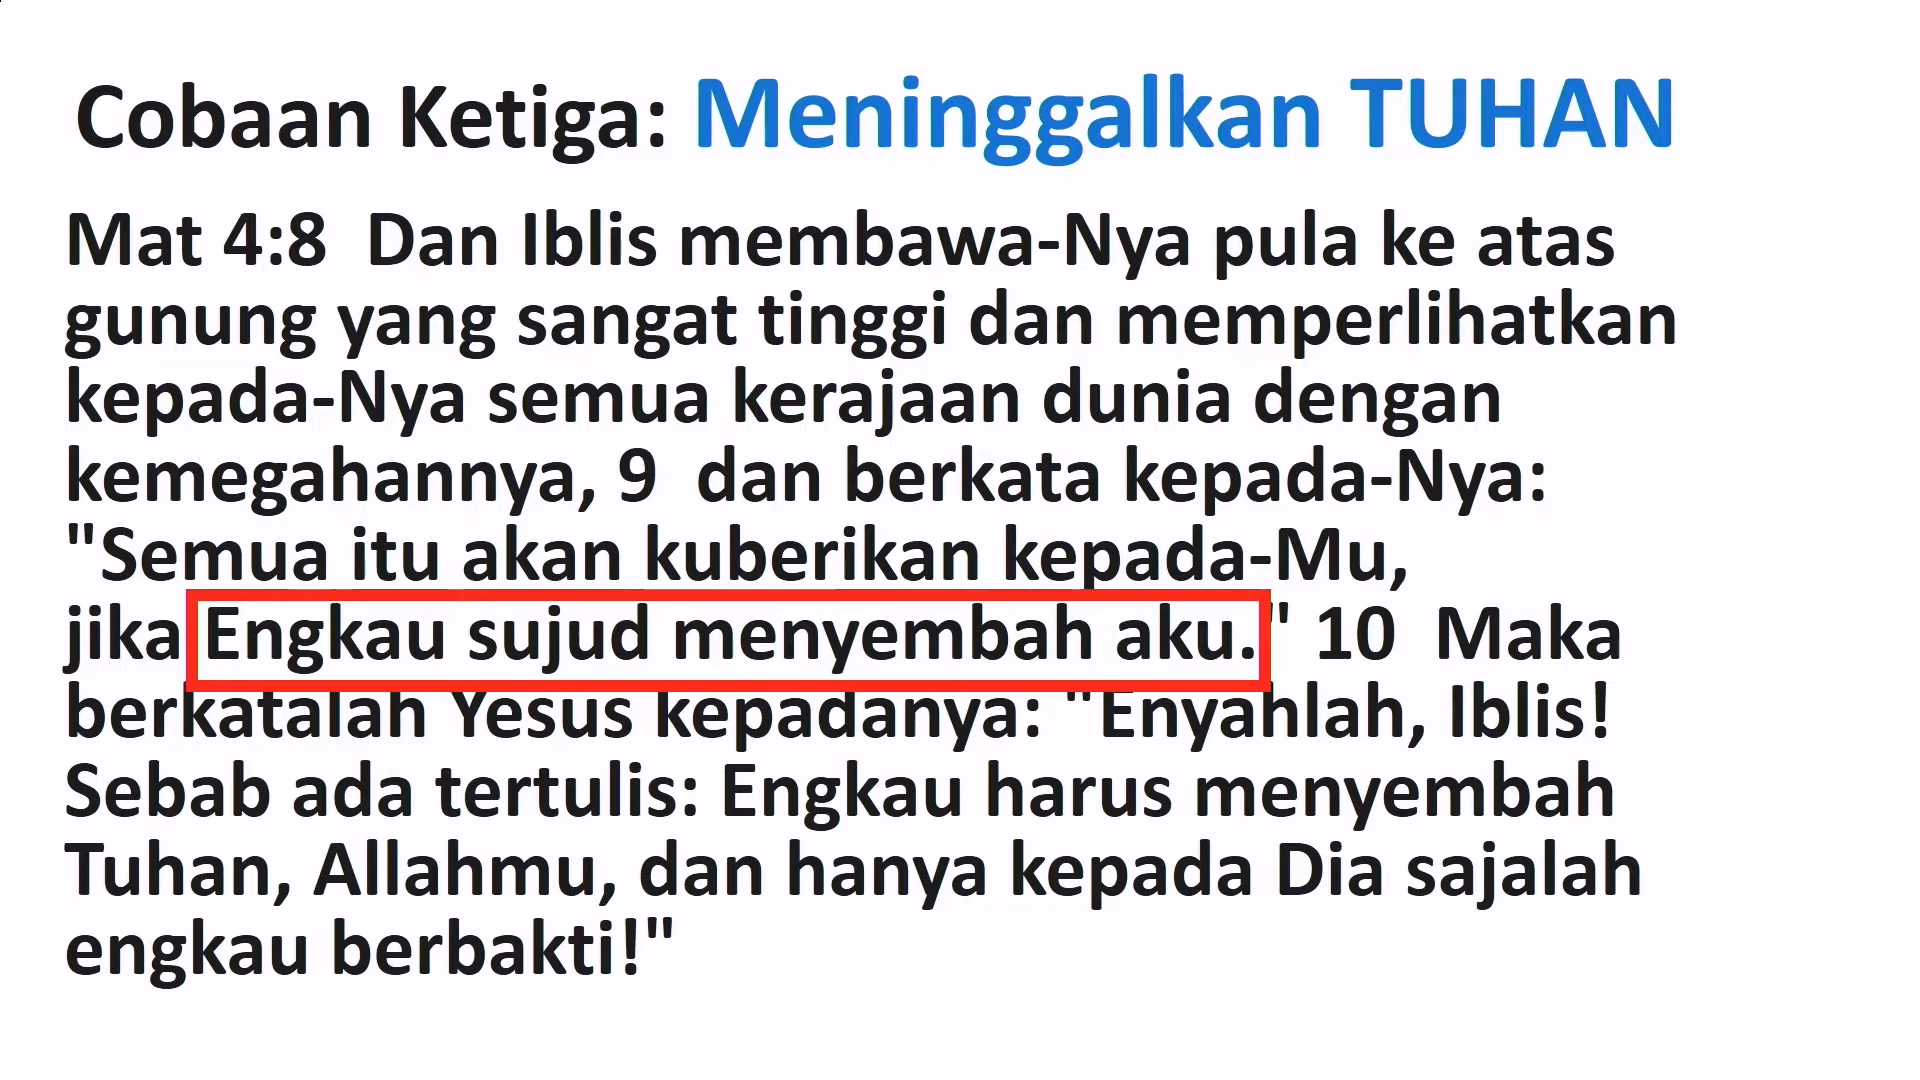 Cobaan Ketiga: Meninggalkan TUHAN
Mat 4:8  Dan Iblis membawa-Nya pula ke atas
gunung yang sangat tinggi dan memperlihatkan
kepada-Nya semua kerajaan dunia dengan
kemegahannya, 9  dan berkata kepada-Nya:
"Semua itu akan kuberikan kepada-Mu,
jika Engkau sujud menyembah aku." 10  Maka
berkatalah Yesus kepadanya: "Enyahlah, Iblis!
Sebab ada tertulis: Engkau harus menyembah
Tuhan, Allahmu, dan hanya kepada Dia sajalah
engkau berbakti!"